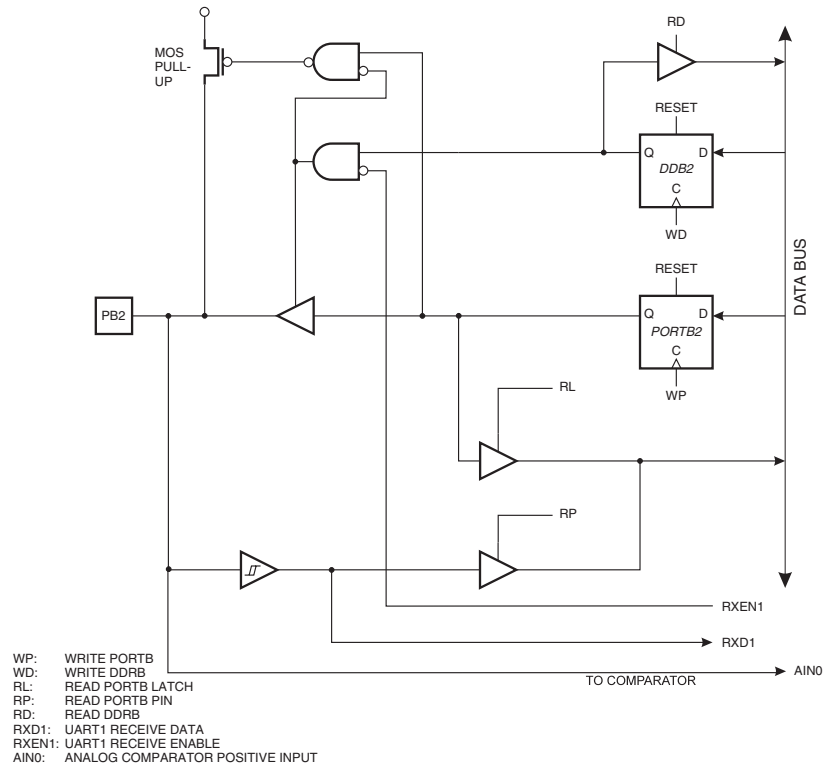 RD
MOS
PULL-
UP
RESET
Q
D
DDB2
C
WD
DATA BUS
RESET
PB2
Q
D
PORTB2
C
WP
RL
RP
RXEN1
RXD1
TO COMPARATOR
AIN0
WP: WRITE PORTB
WD: WRITE DDRB
RL: READ PORTB LATCH
RP: READ PORTB PIN
RD: READ DDRB
RXD1: UART1 RECEIVE DATA
RXEN1: UART1 RECEIVE ENABLE
AIN0: ANALOG COMPARATOR POSITIVE INPUT